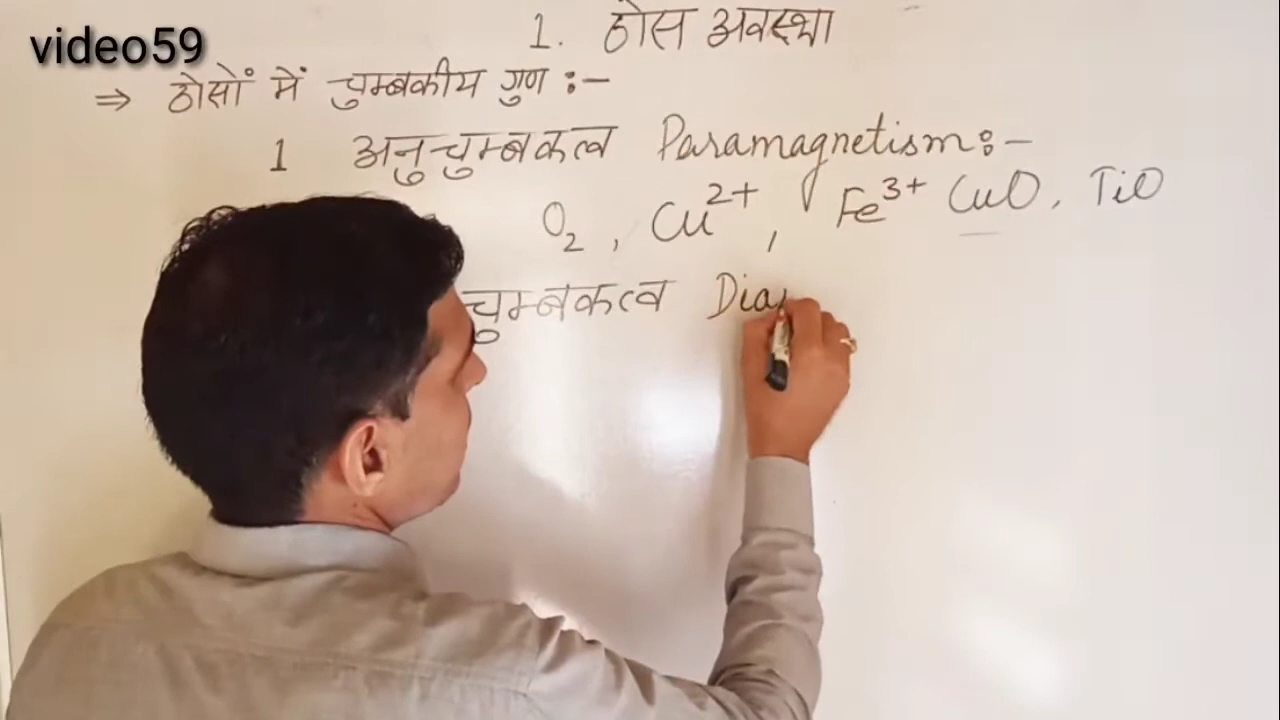 video59
1. ठोस अवस्था
⇒ ठोसों में चुम्बकीय गुण :-
1 अनुचुम्बकत्व Paramagnetism:-
O₂, Cu²⁺, Fe³⁺ CuO, TiO
चुम्बकत्व Dia